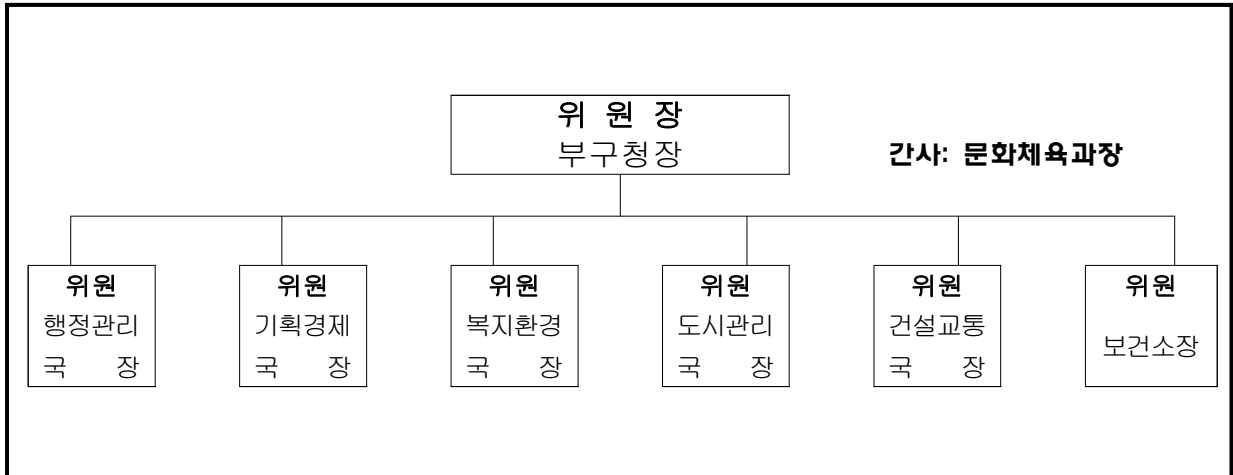 위 원 장
부구청장
간사: 문화체육과장
위원
행정관리
국 장
위원
기획경제
국 장
위원
복지환경
국 장
위원
도시관리
국 장
위원
건설교통
국 장
위원
보건소장